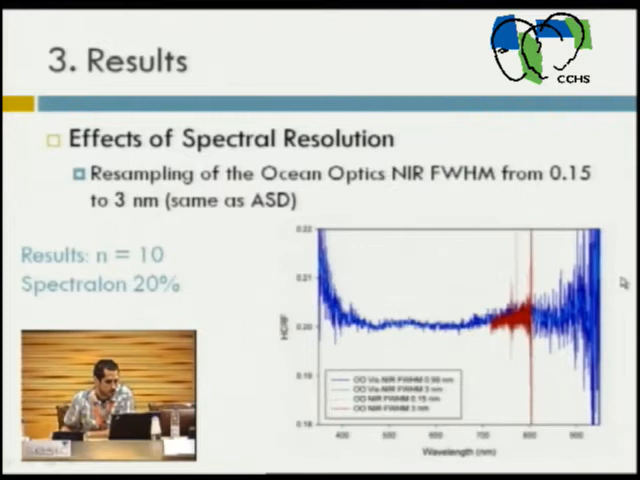 3. Results
CCHS
Effects of Spectral Resolution
Resampling of the Ocean Optics NIR FWHM from 0.15
to 3 nm (same as ASD)
Results: n = 10
Spectralon 20%
0.22
0.21
0.20
0.19
0.18
HCRF
OO Vis-NIR FWHM 0.98 nm
OO Vis-NIR FWHM 3 nm
OO NIR FWHM 0.15 nm
OO NIR FWHM 3 nm
400 500 600 700 800 900
Wavelength (nm)